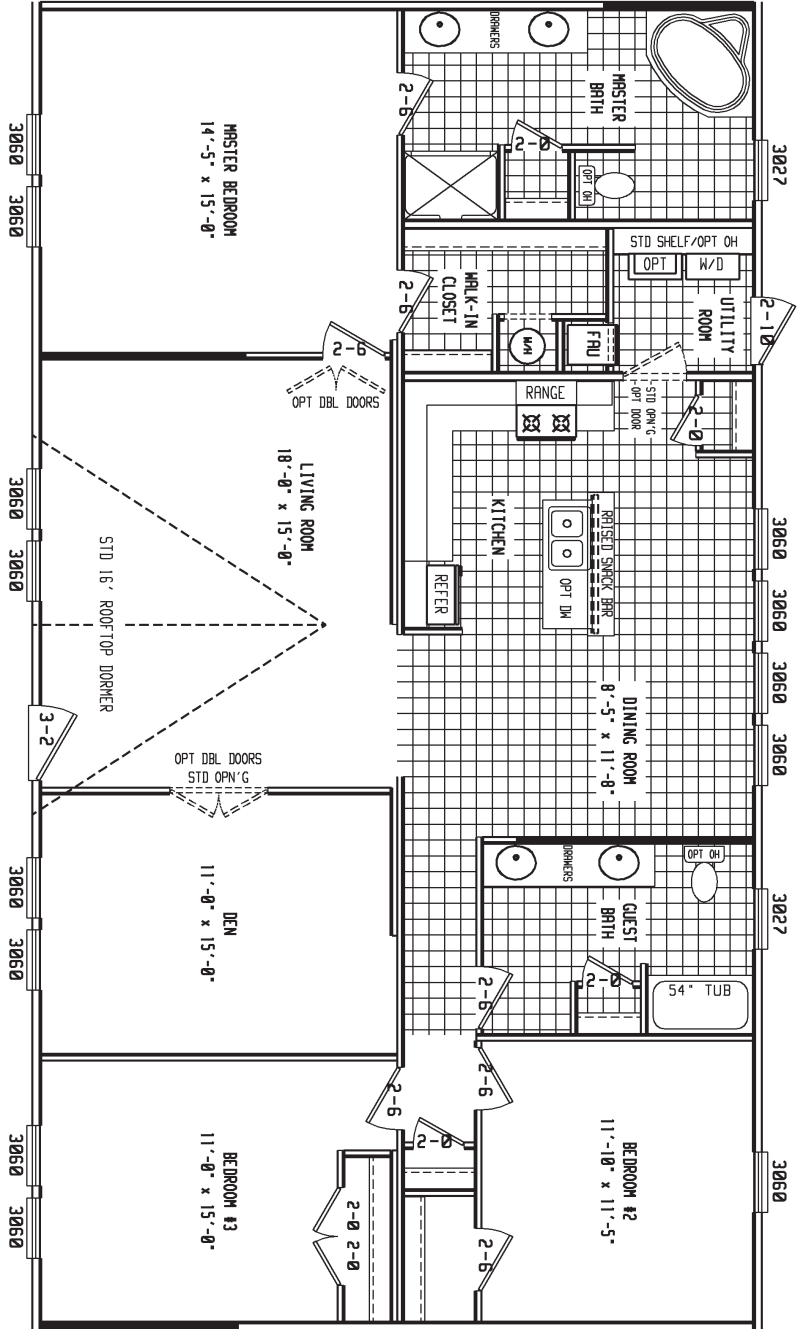 3027
2-10
3060
3060
3060
3060
3027
3060
DRAWERS
MASTER
BATH
2-6
2-0
OPT OH
STD SHELF/OPT OH
OPT
W/D
UTILITY
ROOM
WALK-IN
CLOSET
2-6
W/H
FAU
STD OPN'G
OPT DOOR
2-0
RANGE
KITCHEN
RAISED SNACK BAR
OPT DW
REFER
DINING ROOM
8'-5" x 11'-8"
DRAWERS
OPT OH
GUEST
BATH
2-0
54" TUB
2-6
2-6
BEDROOM #2
11'-10" x 11'-5"
2-6
2-0
2-6
MASTER BEDROOM
14'-5" x 15'-0"
2-6
OPT DBL DOORS
LIVING ROOM
18'-0" x 15'-0"
STD 16' ROOFTOP DORMER
3-2
OPT DBL DOORS
STD OPN'G
DEN
11'-0" x 15'-0"
BEDROOM #3
11'-0" x 15'-0"
2-0 2-0
3060
3060
3060
3060
3060
3060
3060
3060